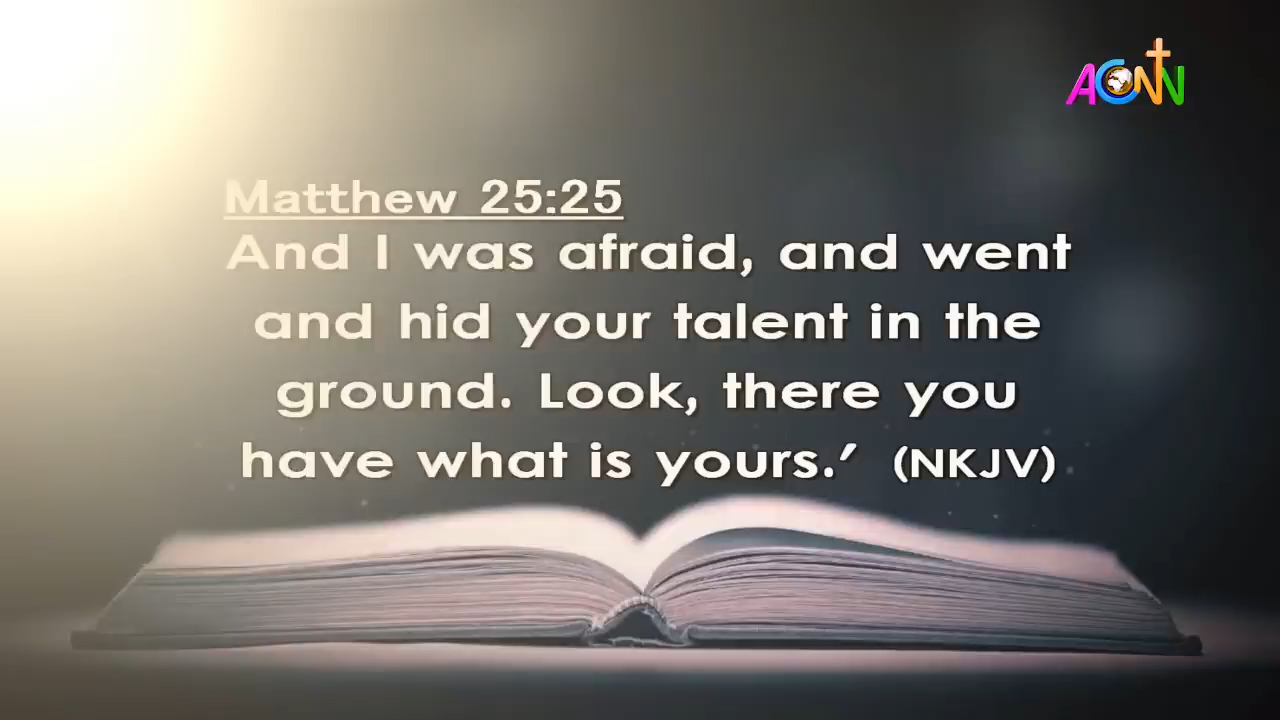 ACNN
Matthew 25:25
And I was afraid, and went
and hid your talent in the
ground. Look, there you
have what is yours.’ (NKJV)